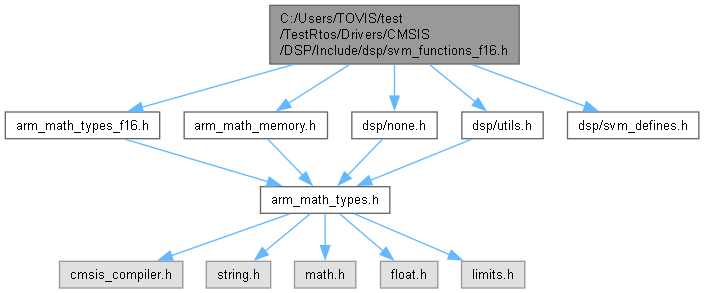 C:/Users/TOVIS/test
/TestRtos/Drivers/CMSIS
/DSP/Include/dsp/svm_functions_f16.h
arm_math_types_f16.h
arm_math_memory.h
dsp/none.h
dsp/utils.h
dsp/svm_defines.h
arm_math_types.h
cmsis_compiler.h
string.h
math.h
float.h
limits.h